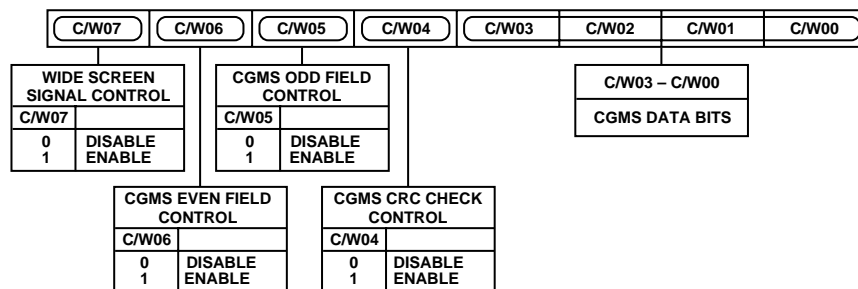 C/W07 C/W06 C/W05 C/W04 C/W03 C/W02 C/W01 C/W00
WIDE SCREEN
SIGNAL CONTROL
C/W07
0 DISABLE
1 ENABLE
CGMS ODD FIELD
CONTROL
C/W05
0 DISABLE
1 ENABLE
C/W03 – C/W00
CGMS DATA BITS
CGMS EVEN FIELD
CONTROL
C/W06
0 DISABLE
1 ENABLE
CGMS CRC CHECK
CONTROL
C/W04
0 DISABLE
1 ENABLE